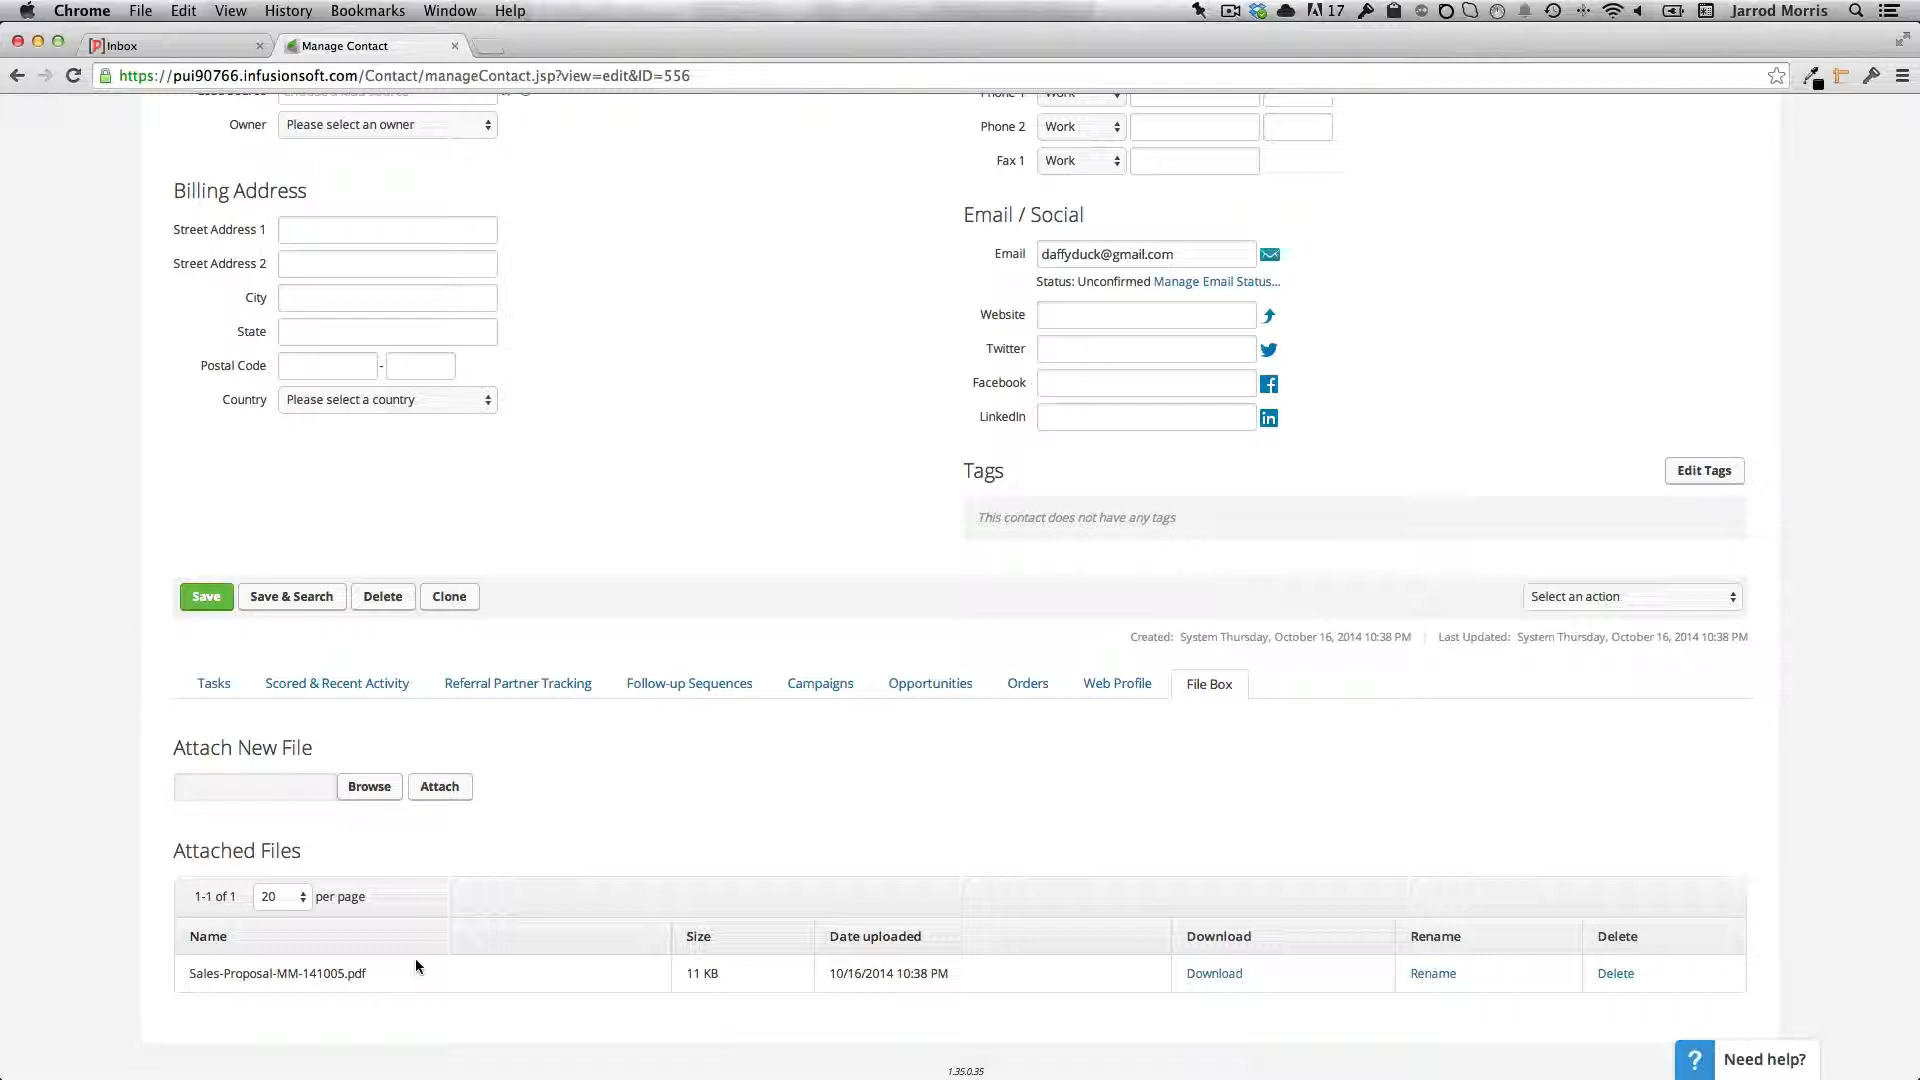 Chrome File Edit View History Bookmarks Window Help 17 Jarrod Morris
Inbox Manage Contact
https://pui90766.infusionsoft.com/Contact/manageContact.jsp?view=edit&ID=556
Phone 1 Work
Owner Please select an owner
Phone 2 Work
Fax 1 Work
Billing Address
Street Address 1
Street Address 2
City
State
Postal Code -
Country Please select a country
Email / Social
Email daffyduck@gmail.com
Status: Unconfirmed Manage Email Status...
Website
Twitter
Facebook
LinkedIn
Tags Edit Tags
This contact does not have any tags
Save Save & Search Delete Clone Select an action
Created: System Thursday, October 16, 2014 10:38 PM | Last Updated: System Thursday, October 16, 2014 10:38 PM
Tasks Scored & Recent Activity Referral Partner Tracking Follow-up Sequences Campaigns Opportunities Orders Web Profile File Box
Attach New File
Browse Attach
Attached Files
1-1 of 1 20 per page
Name Size Date uploaded Download Rename Delete
Sales-Proposal-MM-141005.pdf 11 KB 10/16/2014 10:38 PM Download Rename Delete
? Need help?
1.35.0.35